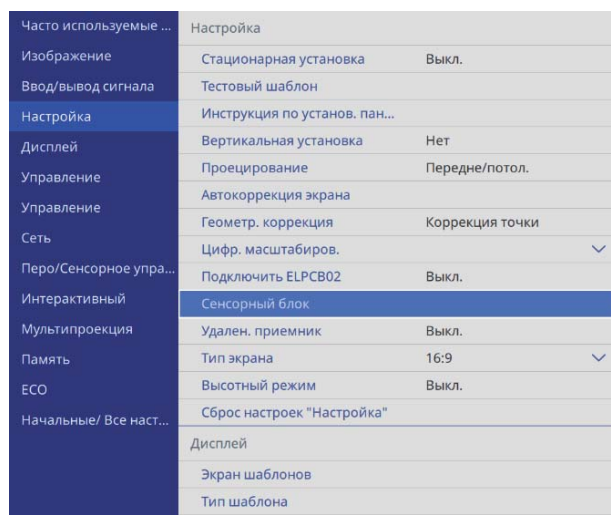 Часто используемые ...
Изображение
Ввод/вывод сигнала
Настройка
Дисплей
Управление
Управление
Сеть
Перо/Сенсорное упра...
Интерактивный
Мультипроекция
Память
ECO
Начальные/ Все наст...
Настройка
Стационарная установка Выкл.
Тестовый шаблон
Инструкция по установ. пан...
Вертикальная установка Нет
Проецирование Передне/потол.
Автокоррекция экрана
Геометр. коррекция Коррекция точки
Цифр. масштабиров.
Подключить ELPCB02 Выкл.
Сенсорный блок
Удален. приемник Выкл.
Тип экрана 16:9
Высотный режим Выкл.
Сброс настроек "Настройка"
Дисплей
Экран шаблонов
Тип шаблона